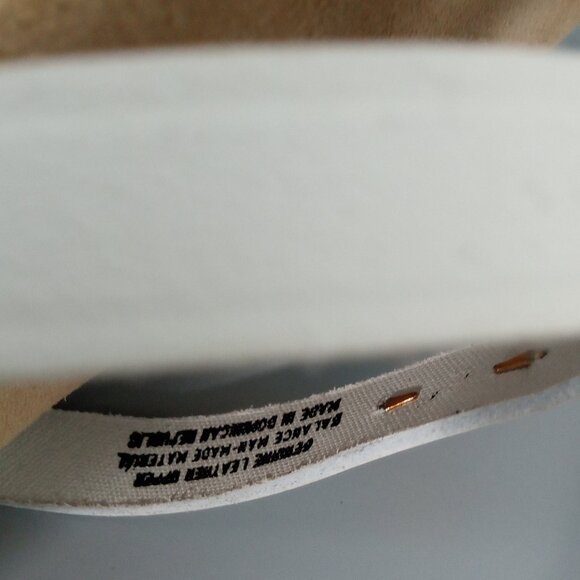 GENUINE LEATHER UPPER
BALANCE MAN-MADE MATERIAL
MADE IN DOMINICAN REPUBLIC